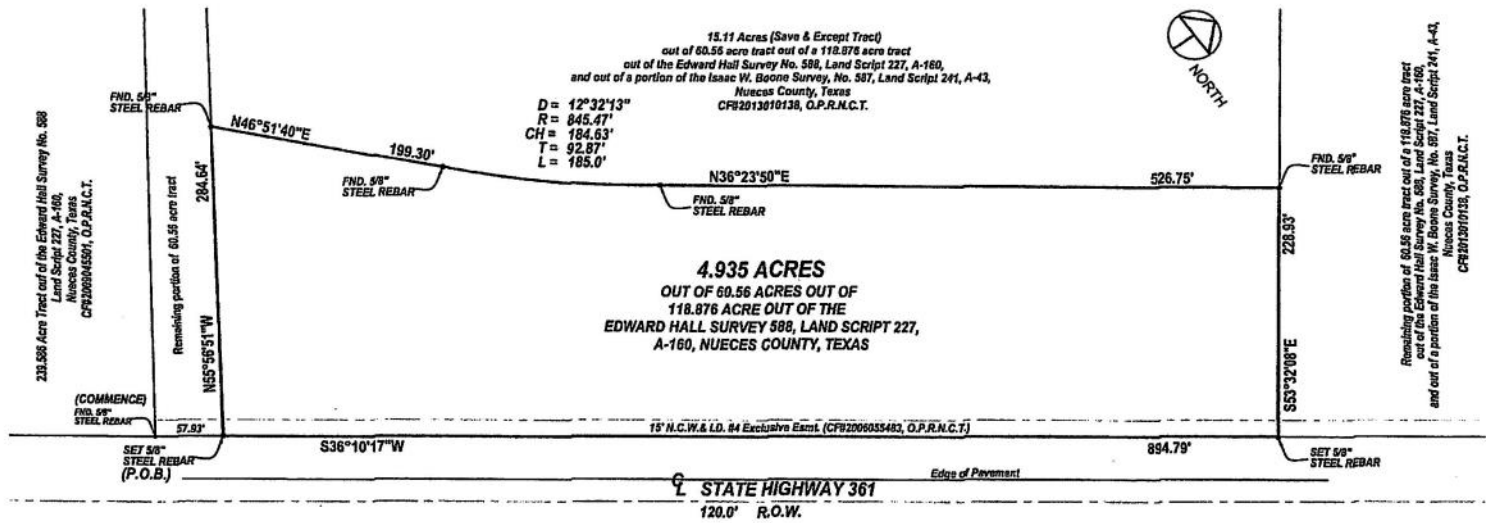 239.586 Acre Tract out of the Edward Hall Survey No. 588
Land Script 227, A-160,
Nueces County, Texas
CF#2009045501, O.P.R.N.C.T.
Remaining portion of 60.56 acre tract
FND. 5/8"
STEEL REBAR
284.64'
N55°56'51"W
(COMMENCE)
FND. 5/8"
STEEL REBAR
57.93'
SET 5/8"
STEEL REBAR
(P.O.B.)
N46°51'40"E
199.30'
FND. 5/8"
STEEL REBAR
D = 12°32'13"
R = 845.47'
CH = 184.63'
T = 92.87'
L = 185.0'
15.11 Acres (Save & Except Tract)
out of 60.56 acre tract out of a 118.876 acre tract
out of the Edward Hall Survey No. 588, Land Script 227, A-160,
and out of a portion of the Isaac W. Boone Survey, No. 587, Land Script 241, A-43,
Nueces County, Texas
CF#2013010138, O.P.R.N.C.T.
NORTH
N36°23'50"E
526.75'
FND. 5/8"
STEEL REBAR
FND. 5/8"
STEEL REBAR
4.935 ACRES
OUT OF 60.56 ACRES OUT OF
118.876 ACRE OUT OF THE
EDWARD HALL SURVEY 588, LAND SCRIPT 227,
A-160, NUECES COUNTY, TEXAS
228.93'
S53°32'08"E
Remaining portion of 60.56 acre tract out of a 118.876 acre tract
out of the Edward Hall Survey No. 588, Land Script 227, A-160,
and out of a portion of the Isaac W. Boone Survey, No. 587, Land Script 241, A-43,
Nueces County, Texas
CF#2013010138, O.P.R.N.C.T.
15' N.C.W.& I.D. #4 Exclusive Esmt. (CF#2006055483, O.P.R.N.C.T.)
S36°10'17"W
894.79'
SET 5/8"
STEEL REBAR
Edge of Pavement
CL STATE HIGHWAY 361
120.0' R.O.W.